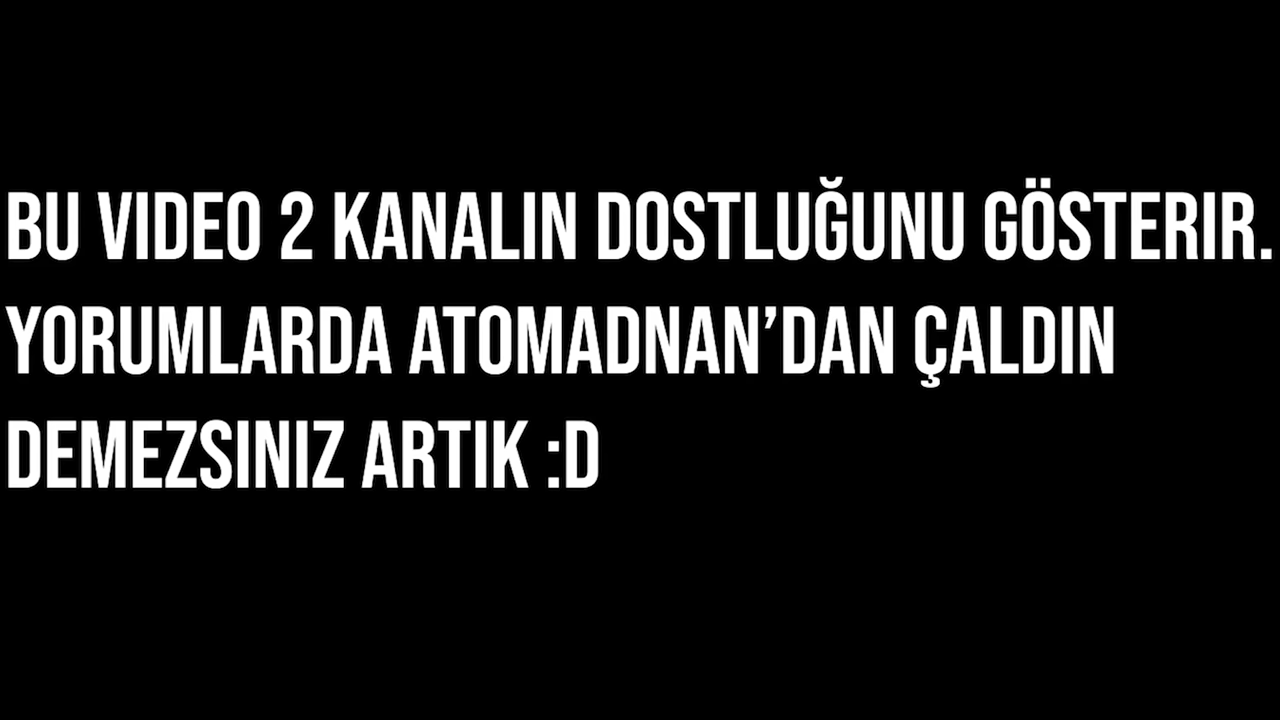 BU VIDEO 2 KANALIN DOSTLUĞUNU GÖSTERIR.
YORUMLARDA ATOMADNAN’DAN ÇALDIN
DEMEZSINIZ ARTIK :D